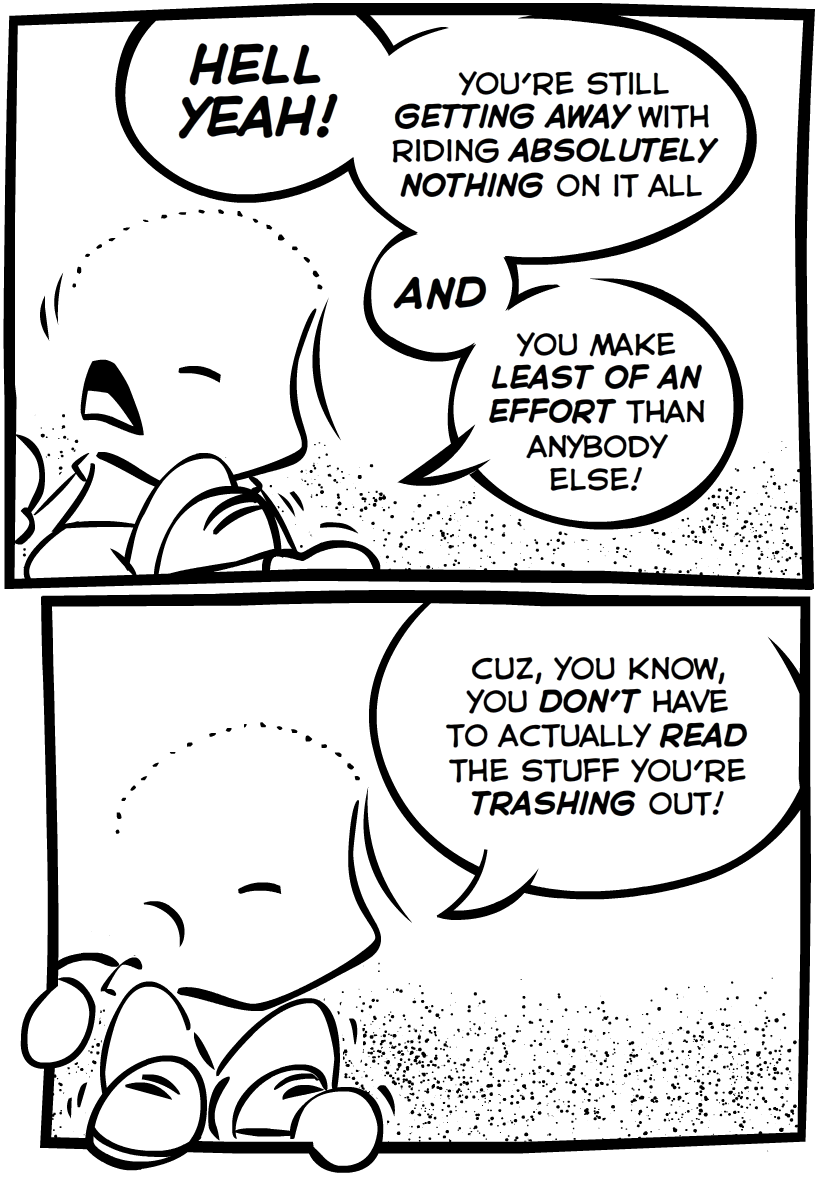 HELL
YEAH!
YOU'RE STILL
GETTING AWAY WITH
RIDING ABSOLUTELY
NOTHING ON IT ALL
AND
YOU MAKE
LEAST OF AN
EFFORT THAN
ANYBODY
ELSE!
CUZ, YOU KNOW,
YOU DON'T HAVE
TO ACTUALLY READ
THE STUFF YOU'RE
TRASHING OUT!